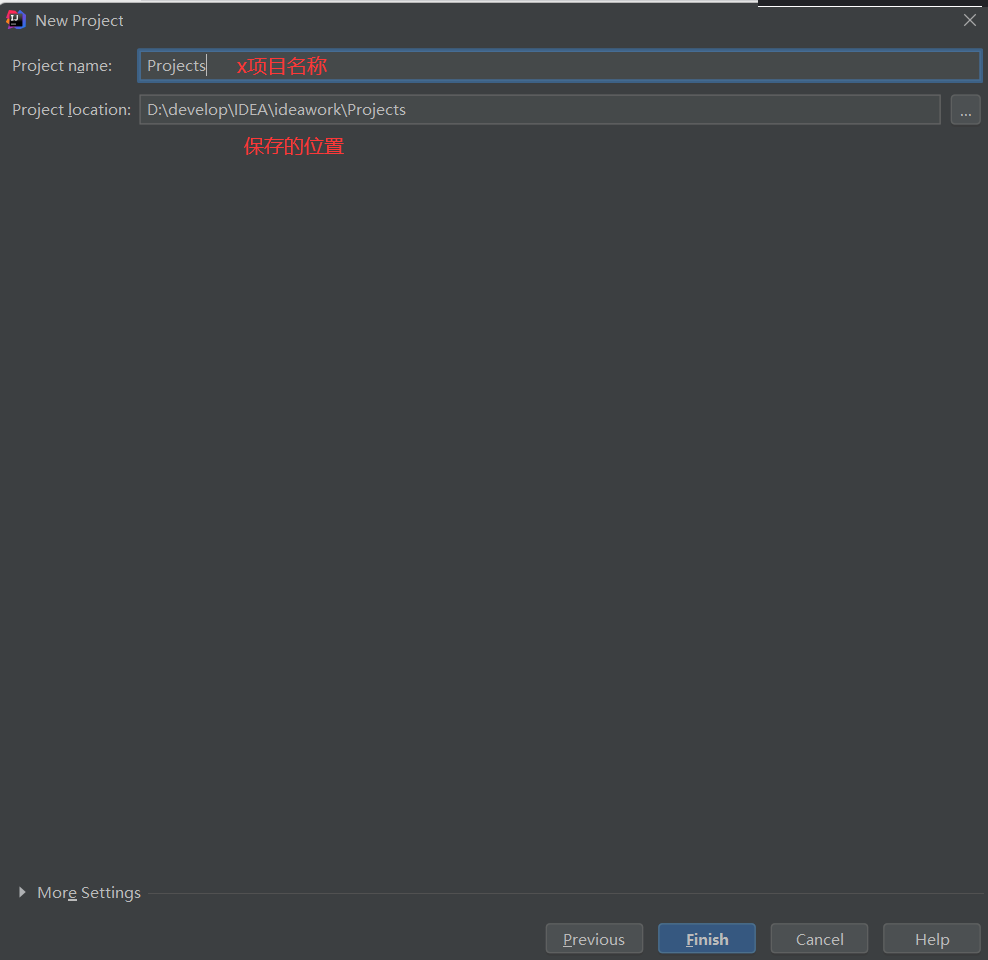 New Project
Project name: Projects x项目名称
Project location: D:\develop\IDEA\ideawork\Projects ...
保存的位置
More Settings
Previous Finish Cancel Help